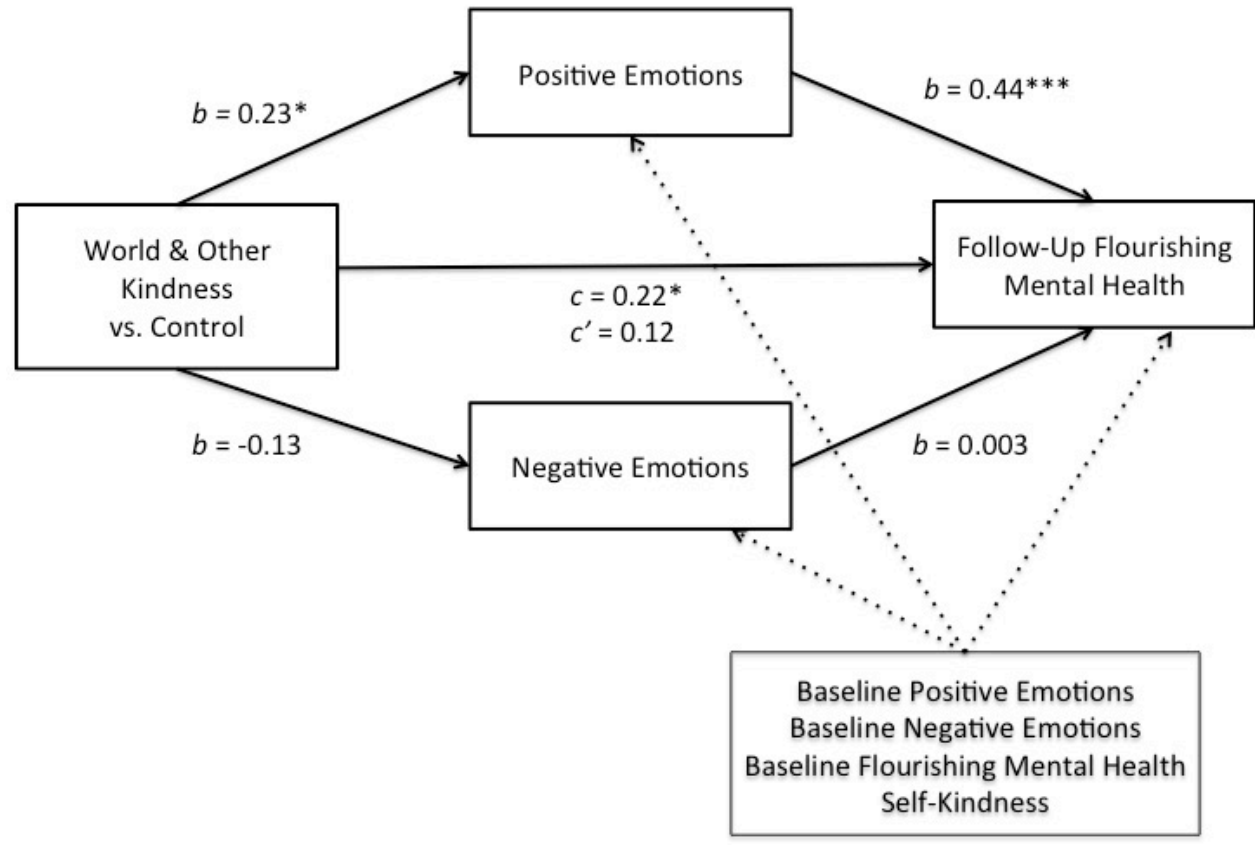 Positive Emotions
b = 0.23*
b = 0.44***
World & Other
Kindness
vs. Control
Follow-Up Flourishing
Mental Health
c = 0.22*
c’ = 0.12
b = -0.13
Negative Emotions
b = 0.003
Baseline Positive Emotions
Baseline Negative Emotions
Baseline Flourishing Mental Health
Self-Kindness